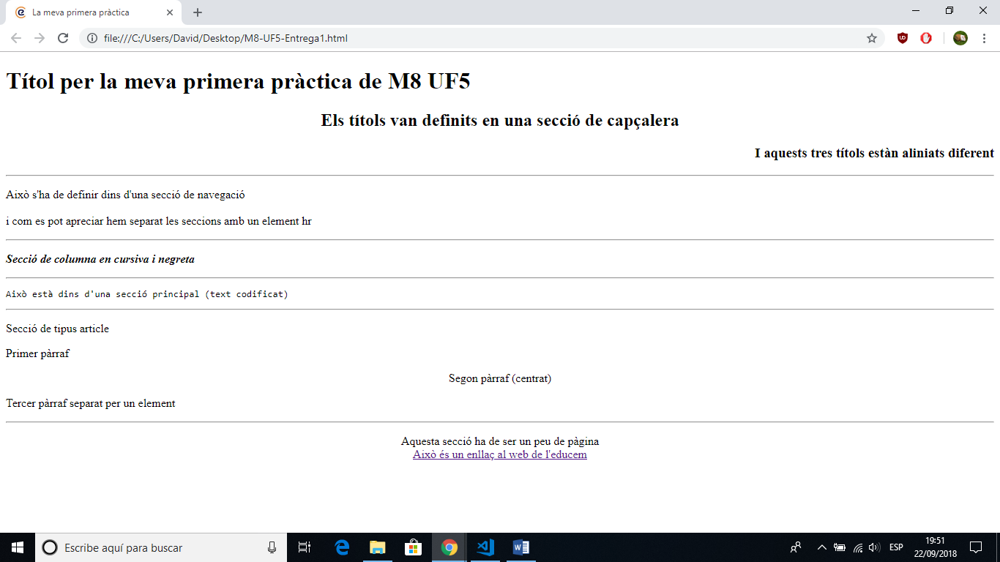 La meva primera pràctica
file:///C:/Users/David/Desktop/M8-UF5-Entrega1.html
Títol per la meva primera pràctica de M8 UF5
Els títols van definits en una secció de capçalera
I aquests tres títols estàn aliniats diferent
Això s'ha de definir dins d'una secció de navegació
i com es pot apreciar hem separat les seccions amb un element hr
Secció de columna en cursiva i negreta
Això està dins d'una secció principal (text codificat)
Secció de tipus article
Primer pàrraf
Segon pàrraf (centrat)
Tercer pàrraf separat per un element
Aquesta secció ha de ser un peu de pàgina
Això és un enllaç al web de l'educem
Escribe aquí para buscar
ESP
19:51
22/09/2018